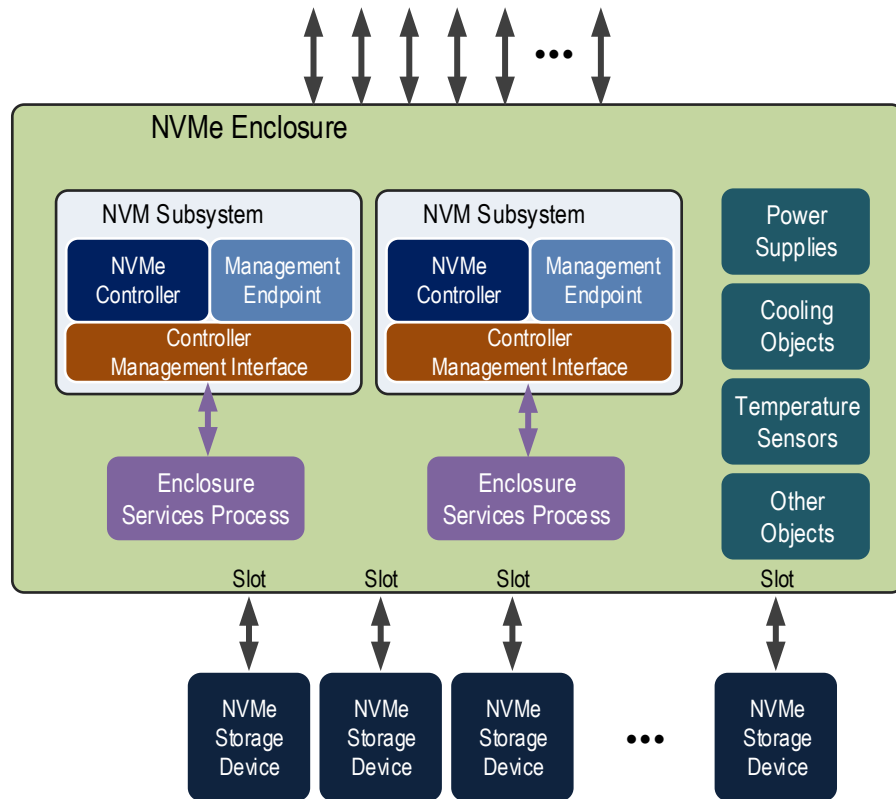 •••
NVMe Enclosure
NVM Subsystem
NVMe
Controller
Management
Endpoint
Controller
Management Interface
Enclosure
Services Process
NVM Subsystem
NVMe
Controller
Management
Endpoint
Controller
Management Interface
Enclosure
Services Process
Power
Supplies
Cooling
Objects
Temperature
Sensors
Other
Objects
Slot
Slot
Slot
Slot
NVMe
Storage
Device
NVMe
Storage
Device
NVMe
Storage
Device
•••
NVMe
Storage
Device